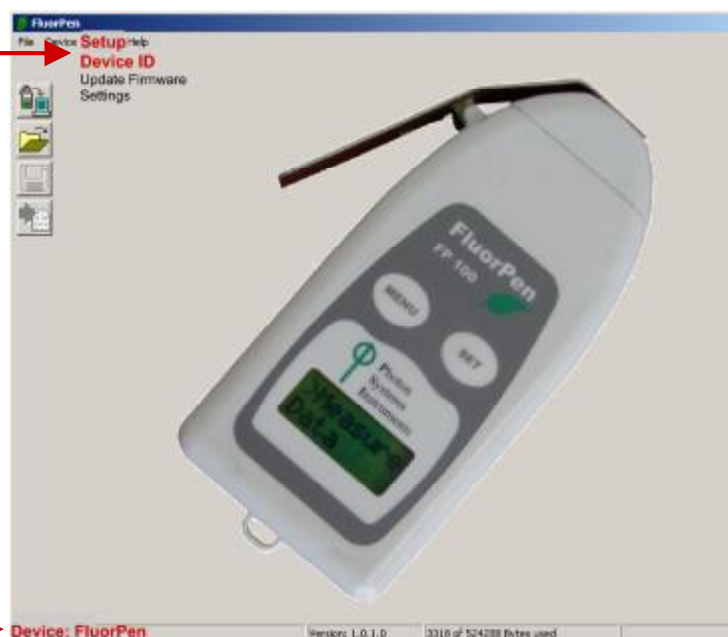 FluorPen
File Device Setup Help
Device ID
Update Firmware
Settings
FluorPen
FP 100
MENU
SET
Photon
Systems
Instruments
>Measure
Data
Device: FluorPen
Version: 1.0.1.0
3318 of 524288 Bytes used